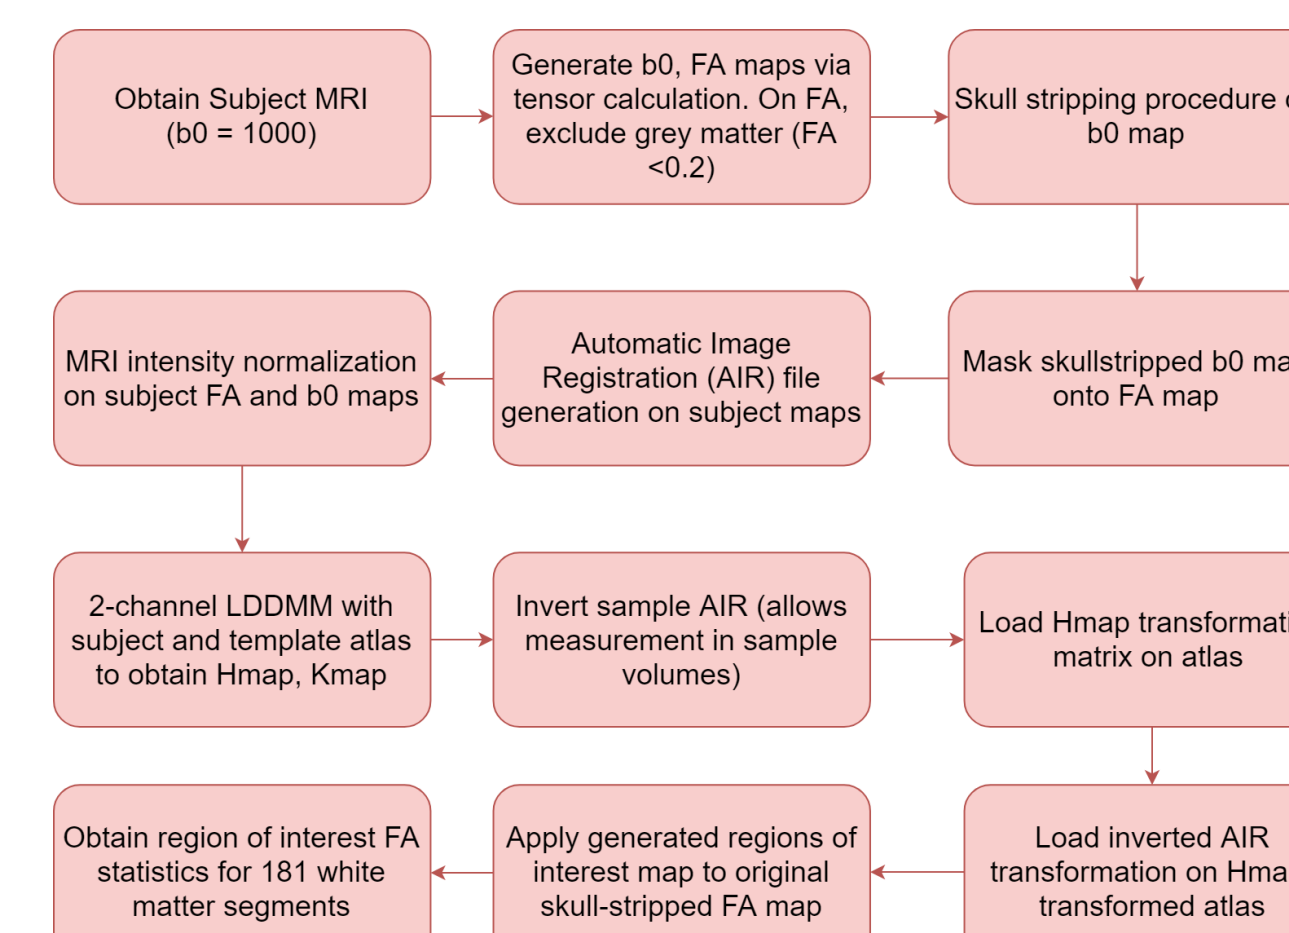 Obtain Subject MRI
(b0 = 1000)
Generate b0, FA maps via
tensor calculation. On FA,
exclude grey matter (FA
<0.2)
Skull stripping procedure
b0 map
MRI intensity normalization
on subject FA and b0 maps
Automatic Image
Registration (AIR) file
generation on subject maps
Mask skullstripped b0
onto FA map
2-channel LDDMM with
subject and template atlas
to obtain Hmap, Kmap
Invert sample AIR (allows
measurement in sample
volumes)
Load Hmap
matrix on atlas
Obtain region of interest FA
statistics for 181 white
matter segments
Apply generated regions of
interest map to original
skull-stripped FA map
Load inverted AIR
transformation on
transformed atlas